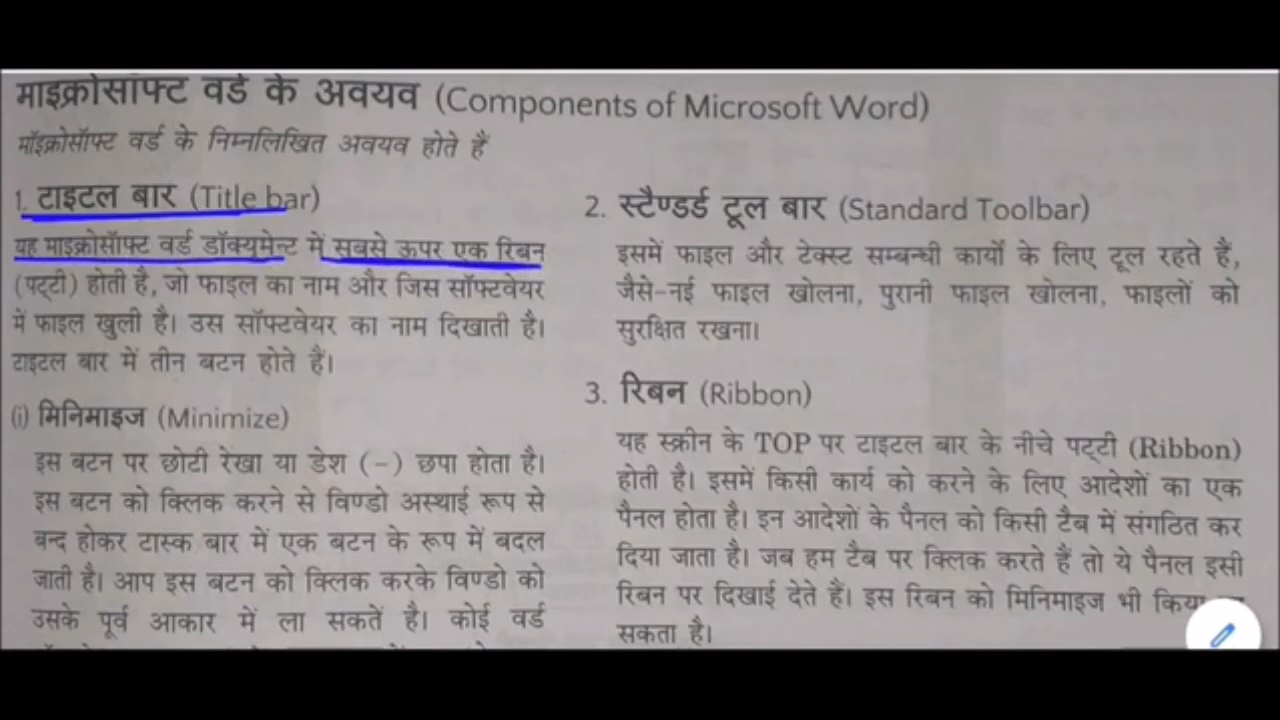 माइक्रोसॉफ्ट वर्ड के अवयव (Components of Microsoft Word)
मॉइक्रोसॉफ्ट वर्ड के निम्नलिखित अवयव होते हैं
1. टाइटल बार (Title bar)
यह माइक्रोसॉफ्ट वर्ड डॉक्यूमेन्ट में सबसे ऊपर एक रिबन
(पट्टी) होती है, जो फाइल का नाम और जिस सॉफ्टवेयर
में फाइल खुली है। उस सॉफ्टवेयर का नाम दिखाती है।
टाइटल बार में तीन बटन होते हैं।
(i) मिनिमाइज (Minimize)
इस बटन पर छोटी रेखा या डेश (–) छपा होता है।
इस बटन को क्लिक करने से विण्डो अस्थाई रूप से
बन्द होकर टास्क बार में एक बटन के रूप में बदल
जाती है। आप इस बटन को क्लिक करके विण्डो को
उसके पूर्व आकार में ला सकतें है। कोई वर्ड
2. स्टैण्डर्ड टूल बार (Standard Toolbar)
इसमें फाइल और टेक्स्ट सम्बन्धी कार्यों के लिए टूल रहते हैं,
जैसे–नई फाइल खोलना, पुरानी फाइल खोलना, फाइलों को
सुरक्षित रखना।
3. रिबन (Ribbon)
यह स्क्रीन के TOP पर टाइटल बार के नीचे पट्टी (Ribbon)
होती है। इसमें किसी कार्य को करने के लिए आदेशों का एक
पैनल होता है। इन आदेशों के पैनल को किसी टैब में संगठित कर
दिया जाता है। जब हम टैब पर क्लिक करते हैं तो ये पैनल इसी
रिबन पर दिखाई देते हैं। इस रिबन को मिनिमाइज भी किया
सकता है।